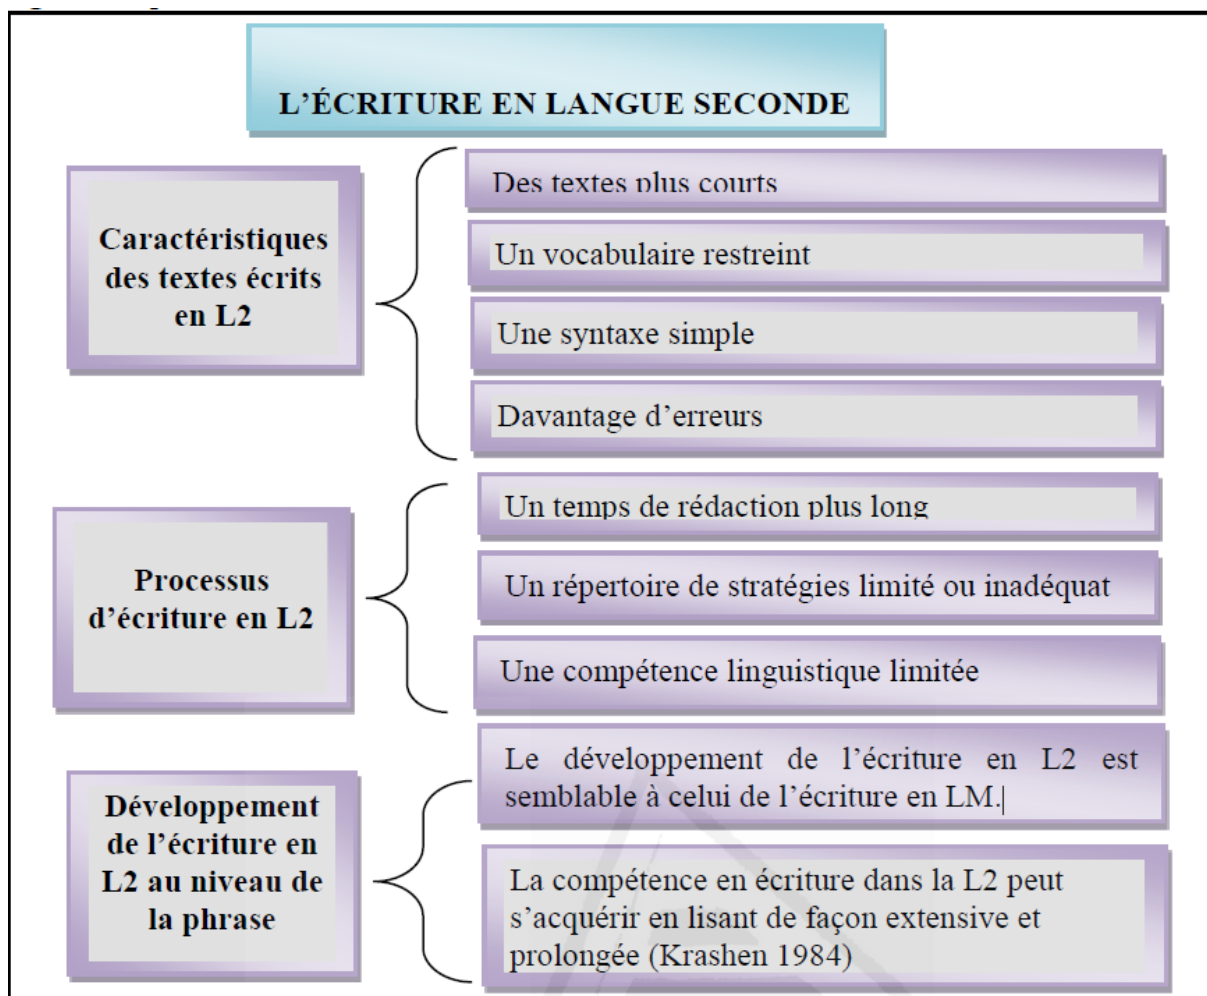 L’ÉCRITURE EN LANGUE SECONDE
Caractéristiques
des textes écrits
en L2
Des textes plus courts
Un vocabulaire restreint
Une syntaxe simple
Davantage d’erreurs
Processus
d’écriture en L2
Un temps de rédaction plus long
Un répertoire de stratégies limité ou inadéquat
Une compétence linguistique limitée
Développement
de l’écriture en
L2 au niveau de
la phrase
Le développement de l’écriture en L2 est
semblable à celui de l’écriture en LM.
La compétence en écriture dans la L2 peut
s’acquérir en lisant de façon extensive et
prolongée (Krashen 1984)